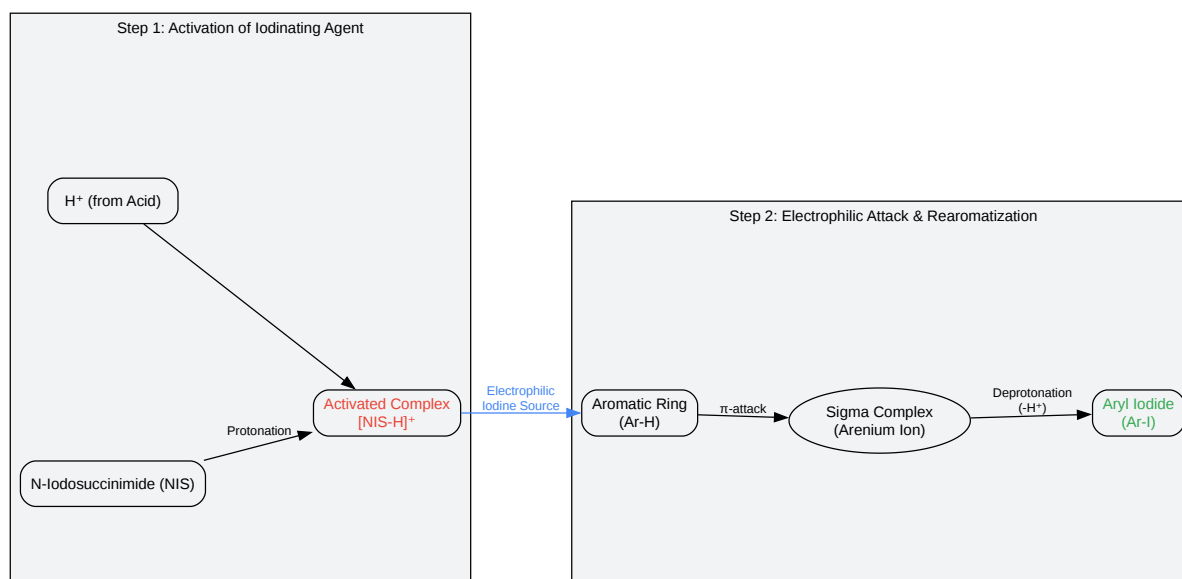 Step 1: Activation of Iodinating Agent
H⁺ (from Acid)
Activated Complex
[NIS-H]⁺
Protonation
N-Iodosuccinimide (NIS)
Electrophilic
Iodine Source
Step 2: Electrophilic Attack & Rearomatization
Aromatic Ring
(Ar-H)
π-attack
Sigma Complex
(Arenium Ion)
Deprotonation
(-H⁺)
Aryl Iodide
(Ar-I)